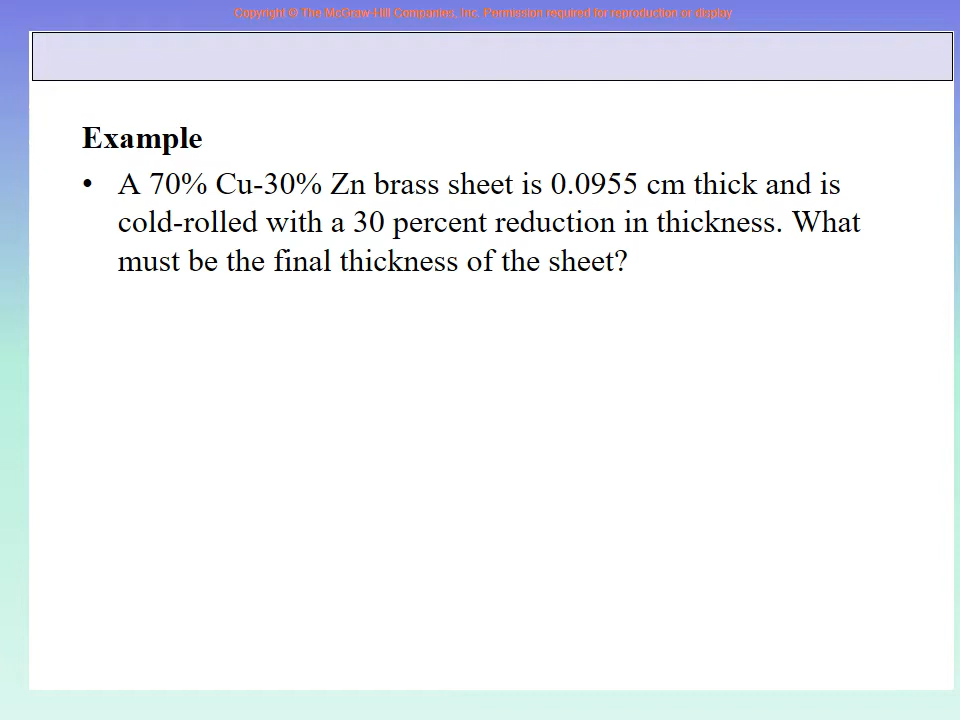 Copyright © The McGraw-Hill Companies, Inc. Permission required for reproduction or display
Example
• A 70% Cu-30% Zn brass sheet is 0.0955 cm thick and is
cold-rolled with a 30 percent reduction in thickness. What
must be the final thickness of the sheet?